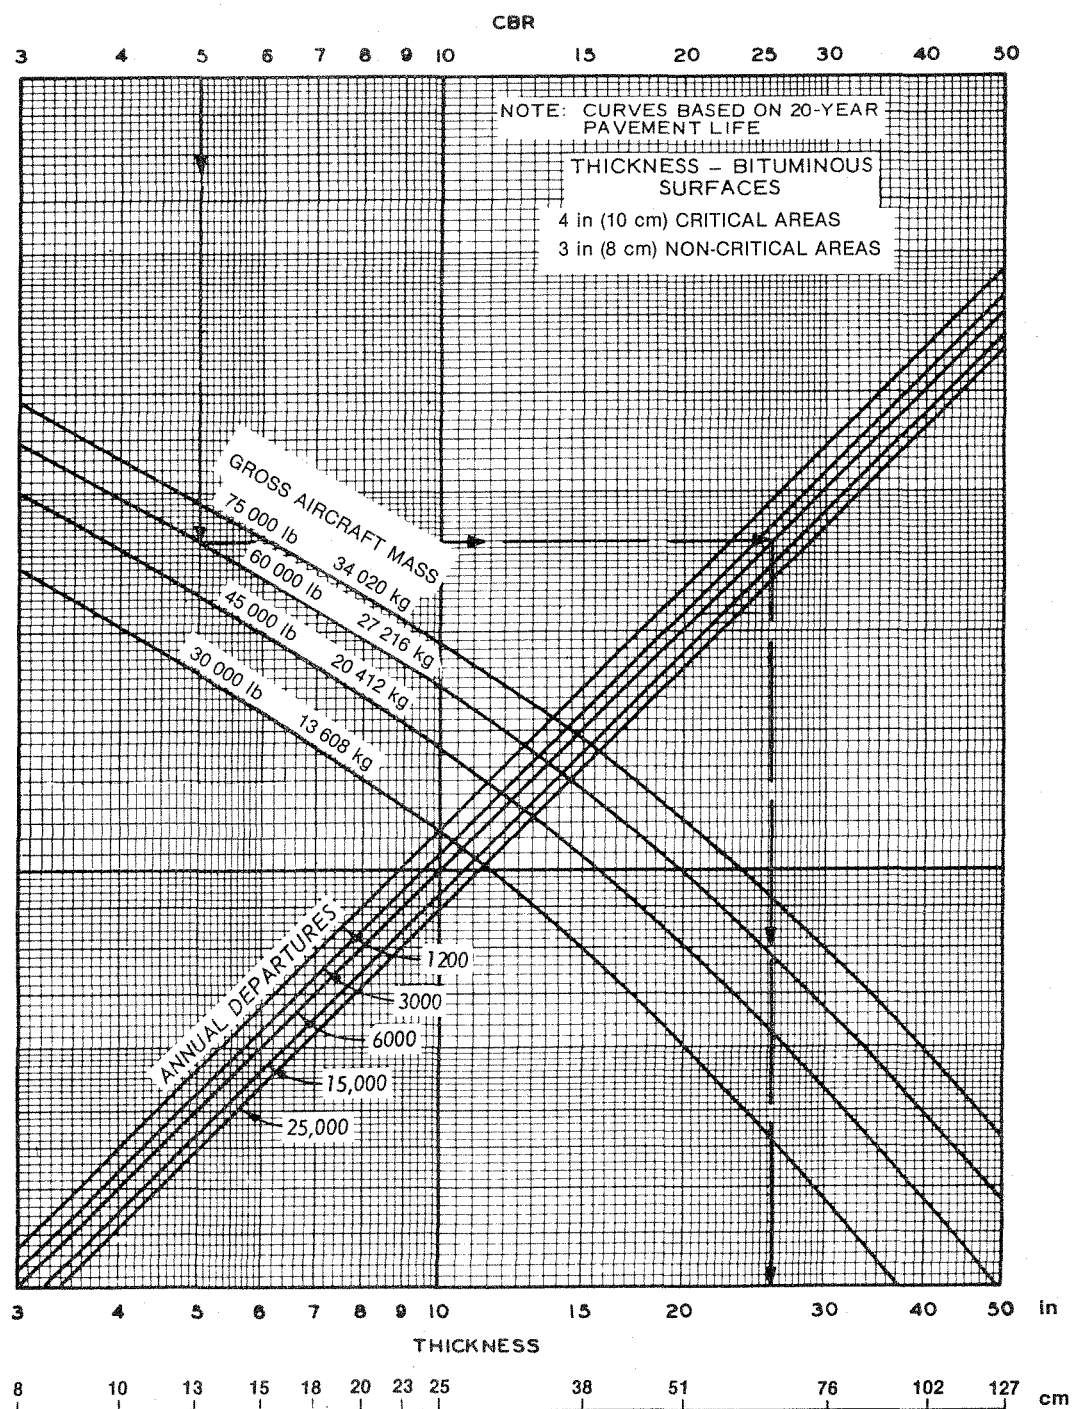 CBR
3 4 5 6 7 8 9 10 15 20 25 30 40 50
NOTE: CURVES BASED ON 20-YEAR
PAVEMENT LIFE
THICKNESS – BITUMINOUS
SURFACES
4 in (10 cm) CRITICAL AREAS
3 in (8 cm) NON-CRITICAL AREAS
GROSS AIRCRAFT MASS
75 000 lb 34 020 kg
60 000 lb 27 216 kg
45 000 lb 20 412 kg
30 000 lb 13 608 kg
ANNUAL DEPARTURES
1200
3000
6000
15,000
25,000
3 4 5 6 7 8 9 10 15 20 30 40 50 in
THICKNESS
8 10 13 15 18 20 23 25 38 51 76 102 127 cm